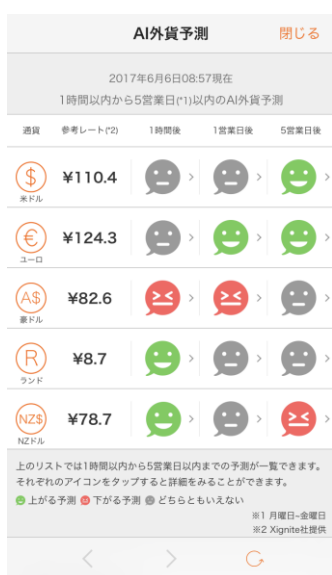 AI外貨予測 閉じる
2017年6月6日08:57現在
1時間以内から5営業日(*1)以内のAI外貨予測
通貨 参考レート(*2) 1時間後 1営業日後 5営業日後
$ ¥110.4
米ドル
€ ¥124.3
ユーロ
A$ ¥82.6
豪ドル
R ¥8.7
ランド
NZ$ ¥78.7
NZドル
上のリストでは1時間以内から5営業日以内までの予測が一覧できます。
それぞれのアイコンをタップすると詳細をみることができます。
上がる予測 下がる予測 どちらともいえない
※1 月曜日~金曜日
※2 Xignite社提供